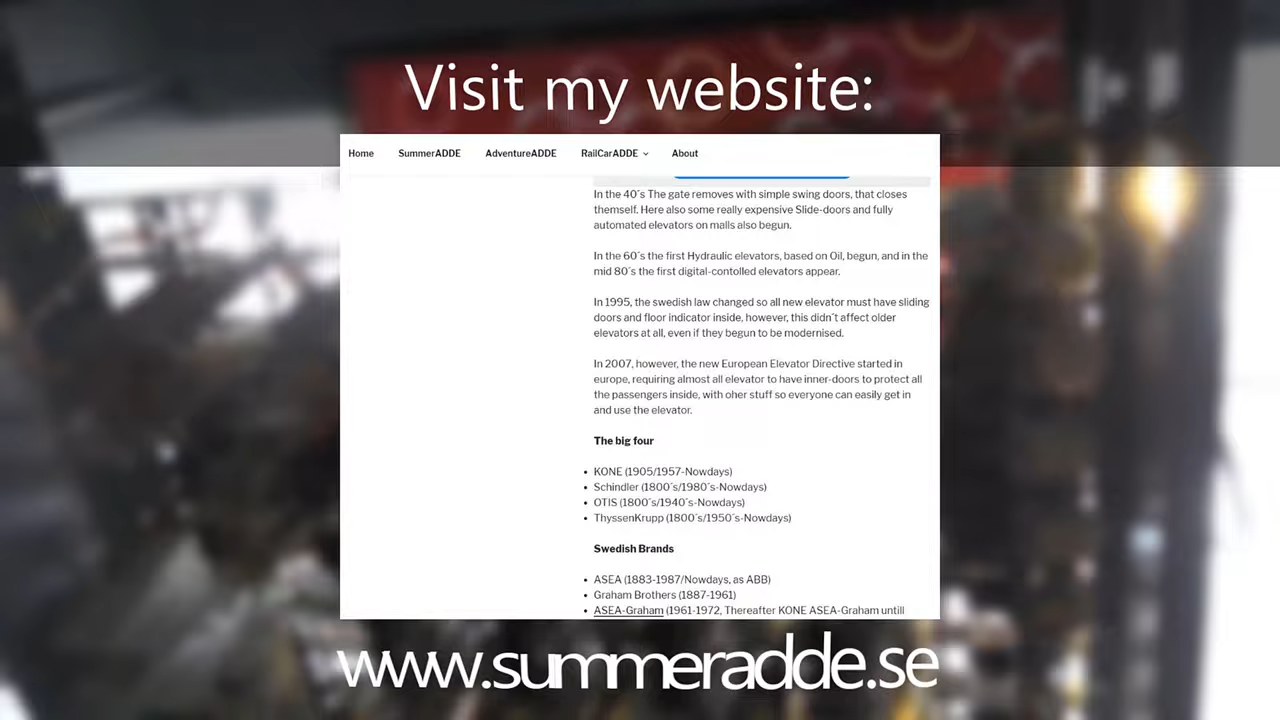 Visit my website:
Home SummerADDE AdventureADDE RailCarADDE About
In the 40´s The gate removes with simple swing doors, that closes
themself. Here also some really expensive Slide-doors and fully
automated elevators on malls also begun.
In the 60´s the first Hydraulic elevators, based on Oil, begun, and in the
mid 80´s the first digital-contolled elevators appear.
In 1995, the swedish law changed so all new elevator must have sliding
doors and floor indicator inside, however, this didn´t affect older
elevators at all, even if they begun to be modernised.
In 2007, however, the new European Elevator Directive started in
europe, requiring almost all elevator to have inner-doors to protect all
the passengers inside, with oher stuff so everyone can easily get in
and use the elevator.
The big four
• KONE (1905/1957-Nowdays)
• Schindler (1800´s/1980´s-Nowdays)
• OTIS (1800´s/1940´s-Nowdays)
• ThyssenKrupp (1800´s/1950´s-Nowdays)
Swedish Brands
• ASEA (1883-1987/Nowdays, as ABB)
• Graham Brothers (1887-1961)
• ASEA-Graham (1961-1972, Thereafter KONE ASEA-Graham untill
www.summeradde.se